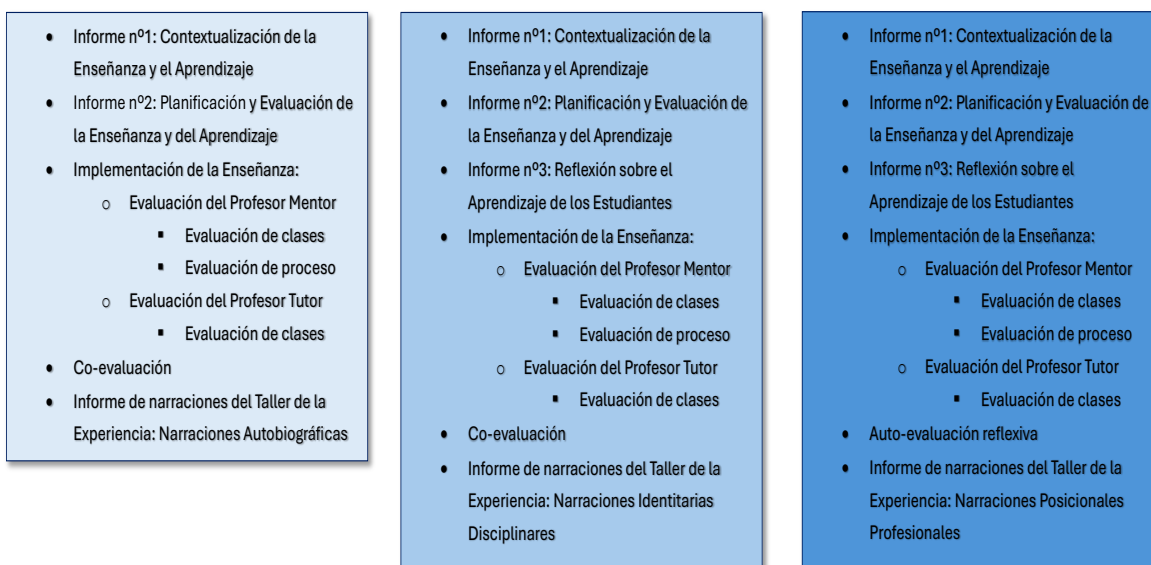 • Informe nº1: Contextualización de la
Enseñanza y el Aprendizaje
• Informe nº2: Planificación y Evaluación de
la Enseñanza y del Aprendizaje
• Implementación de la Enseñanza:
o Evaluación del Profesor Mentor
▪ Evaluación de clases
▪ Evaluación de proceso
o Evaluación del Profesor Tutor
▪ Evaluación de clases
• Co-evaluación
• Informe de narraciones del Taller de la
Experiencia: Narraciones Autobiográficas
• Informe nº1: Contextualización de la
Enseñanza y el Aprendizaje
• Informe nº2: Planificación y Evaluación de
la Enseñanza y del Aprendizaje
• Informe nº3: Reflexión sobre el
Aprendizaje de los Estudiantes
• Implementación de la Enseñanza:
o Evaluación del Profesor Mentor
▪ Evaluación de clases
▪ Evaluación de proceso
o Evaluación del Profesor Tutor
▪ Evaluación de clases
• Co-evaluación
• Informe de narraciones del Taller de la
Experiencia: Narraciones Identitarias
Disciplinares
• Informe nº1: Contextualización de la
Enseñanza y el Aprendizaje
• Informe nº2: Planificación y Evaluación de
la Enseñanza y del Aprendizaje
• Informe nº3: Reflexión sobre el
Aprendizaje de los Estudiantes
• Implementación de la Enseñanza:
o Evaluación del Profesor Mentor
▪ Evaluación de clases
▪ Evaluación de proceso
o Evaluación del Profesor Tutor
▪ Evaluación de clases
• Auto-evaluación reflexiva
• Informe de narraciones del Taller de la
Experiencia: Narraciones Posicionales
Profesionales